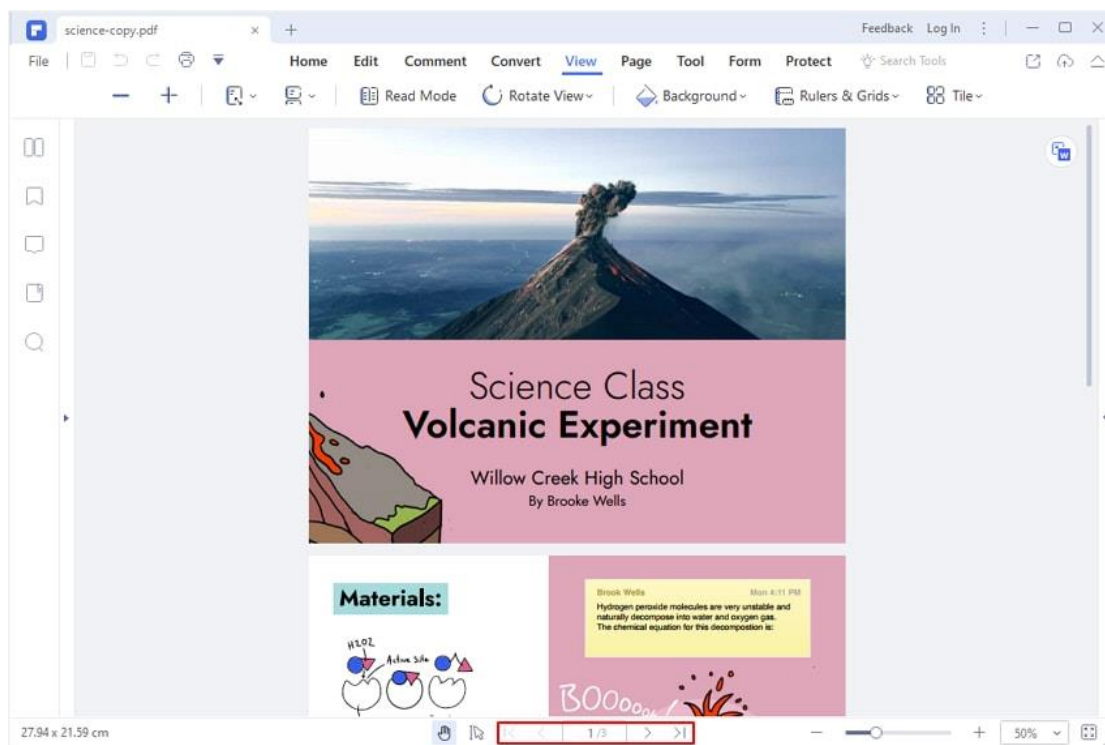 science-copy.pdf × +
Feedback Log In
File Home Edit Comment Convert View Page Tool Form Protect Search Tools
Read Mode Rotate View Background Rulers & Grids Tile
W
Science Class
Volcanic Experiment
Willow Creek High School
By Brooke Wells
Materials:
H2O2
Active Site
Brook Wells Mon 4:11 PM
Hydrogen peroxide molecules are very unstable and
naturally decompose into water and oxygen gas.
The chemical equation for this decompostion is:
BOOoooo!
27.94 x 21.59 cm 1 /3 50%